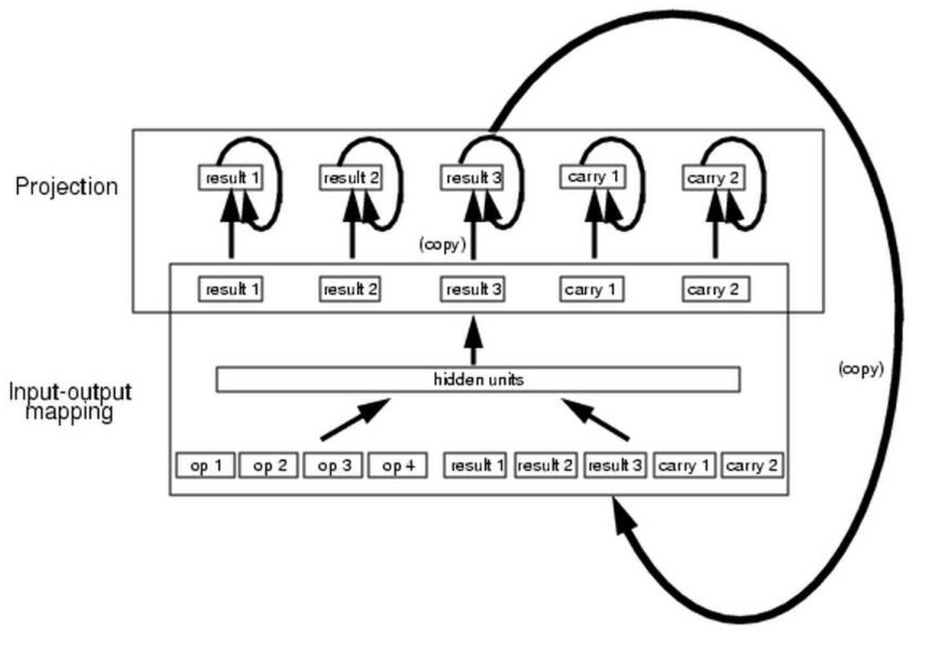 Projection
result 1 result 2 result 3 carry 1 carry 2
(copy)
result 1 result 2 result 3 carry 1 carry 2
(copy)
Input-output
mapping
hidden units
op 1 op 2 op 3 op 4 result 1 result 2 result 3 carry 1 carry 2